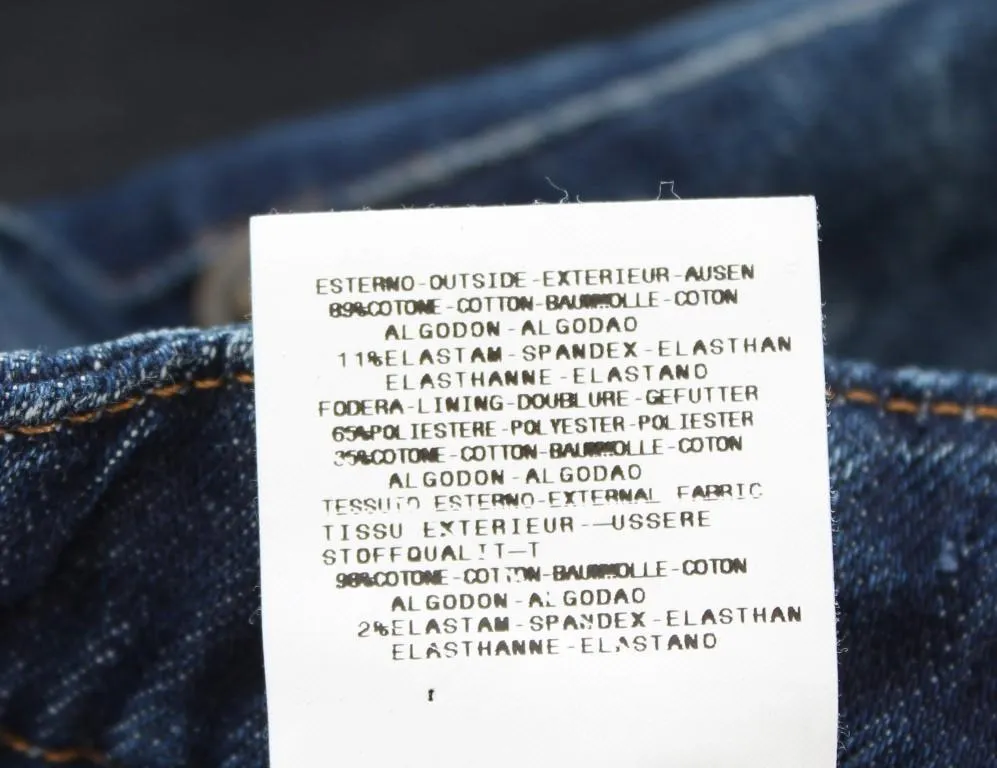 ESTERNO-OUTSIDE-EXTERIEUR-AUSEN
89%COTONE-COTTON-BAUMWOLLE-COTON
ALGODON-ALGODAO
11%ELASTAM-SPANDEX-ELASTHAN
ELASTHANNE-ELASTANO
FODERA-LINING-DOUBLURE-GEFUTTER
65%POLIESTERE-POLYESTER-POLIESTER
35%COTONE-COTTON-BAUMWOLLE-COTON
ALGODON-ALGODAO
TESSUTO ESTERNO-EXTERNAL FABRIC
TISSU EXTERIEUR-—USSERE
STOFFQUALIT—T
98%COTONE-COTTON-BAUMWOLLE-COTON
ALGODON-ALGODAO
2%ELASTAM-SPANDEX-ELASTHAN
ELASTHANNE-ELASTANO